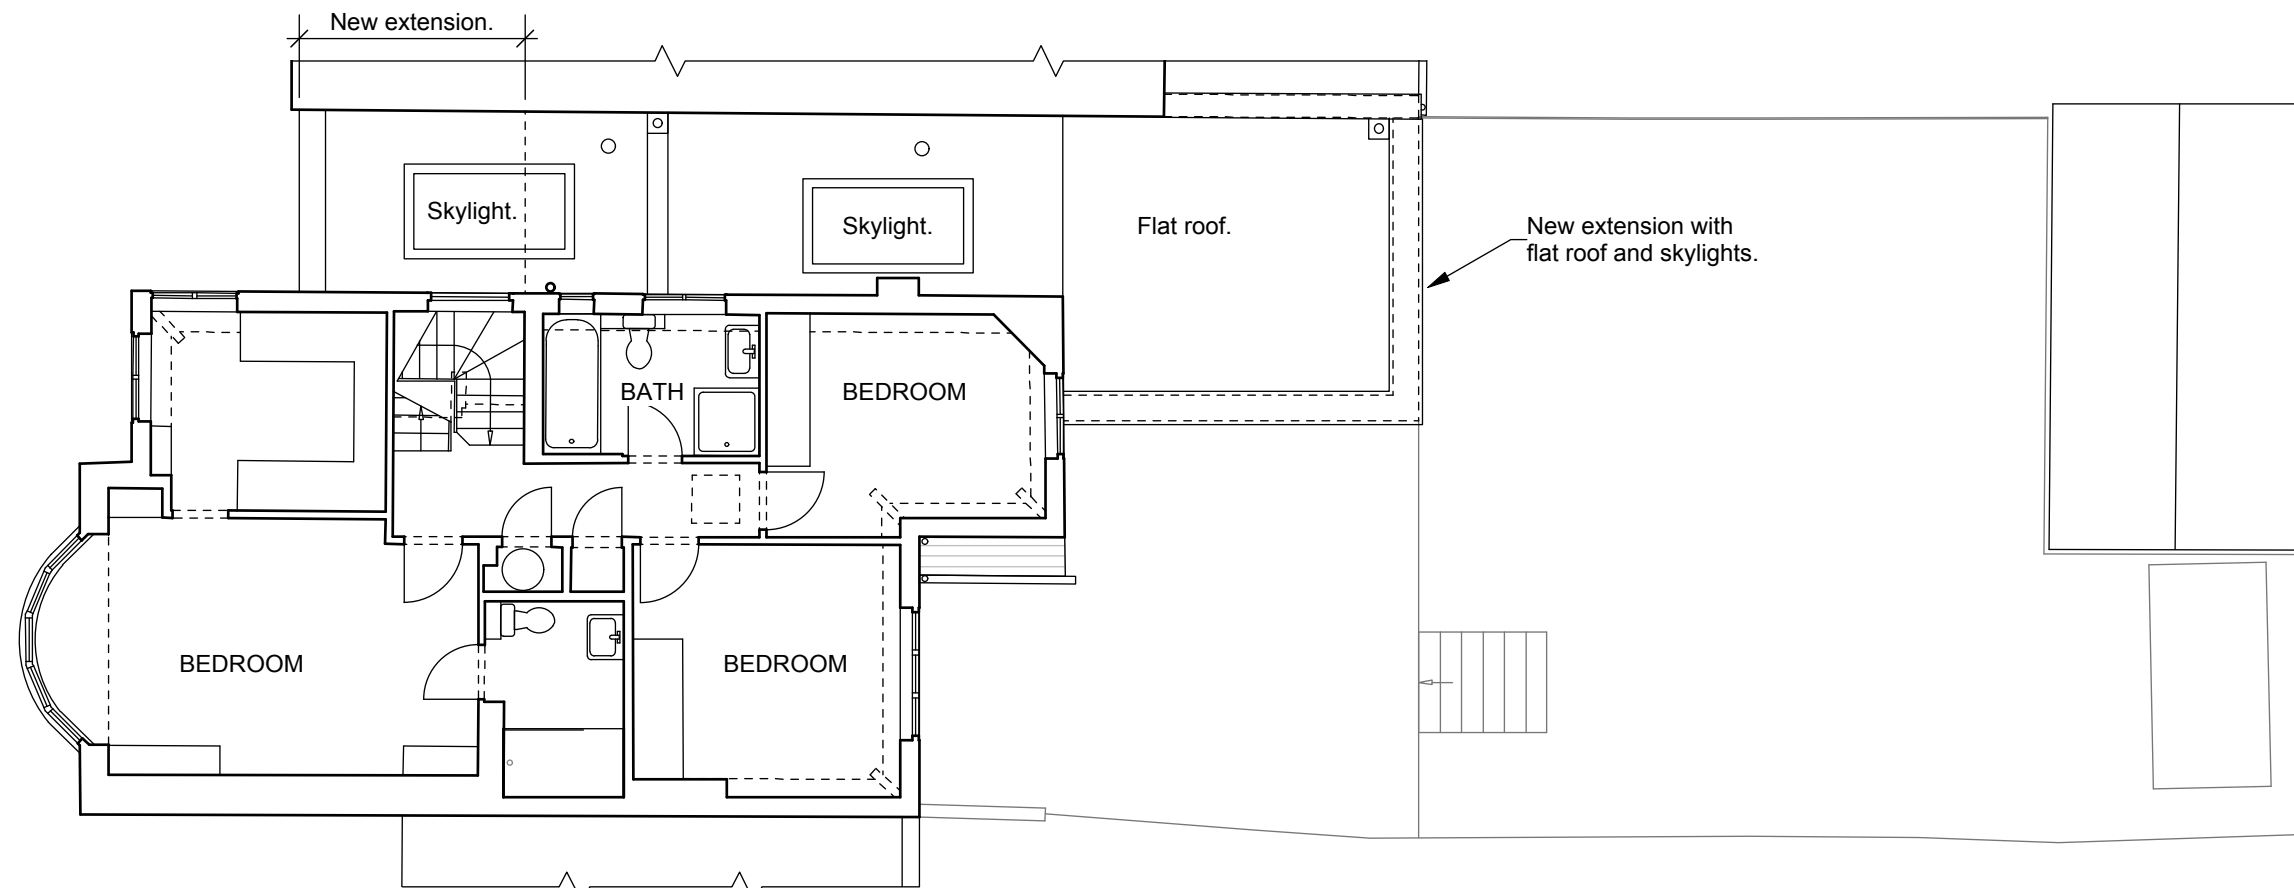 New extension.
Skylight.
Skylight.
Flat roof.
New extension with
flat roof and skylights.
BATH
BEDROOM
BEDROOM
BEDROOM